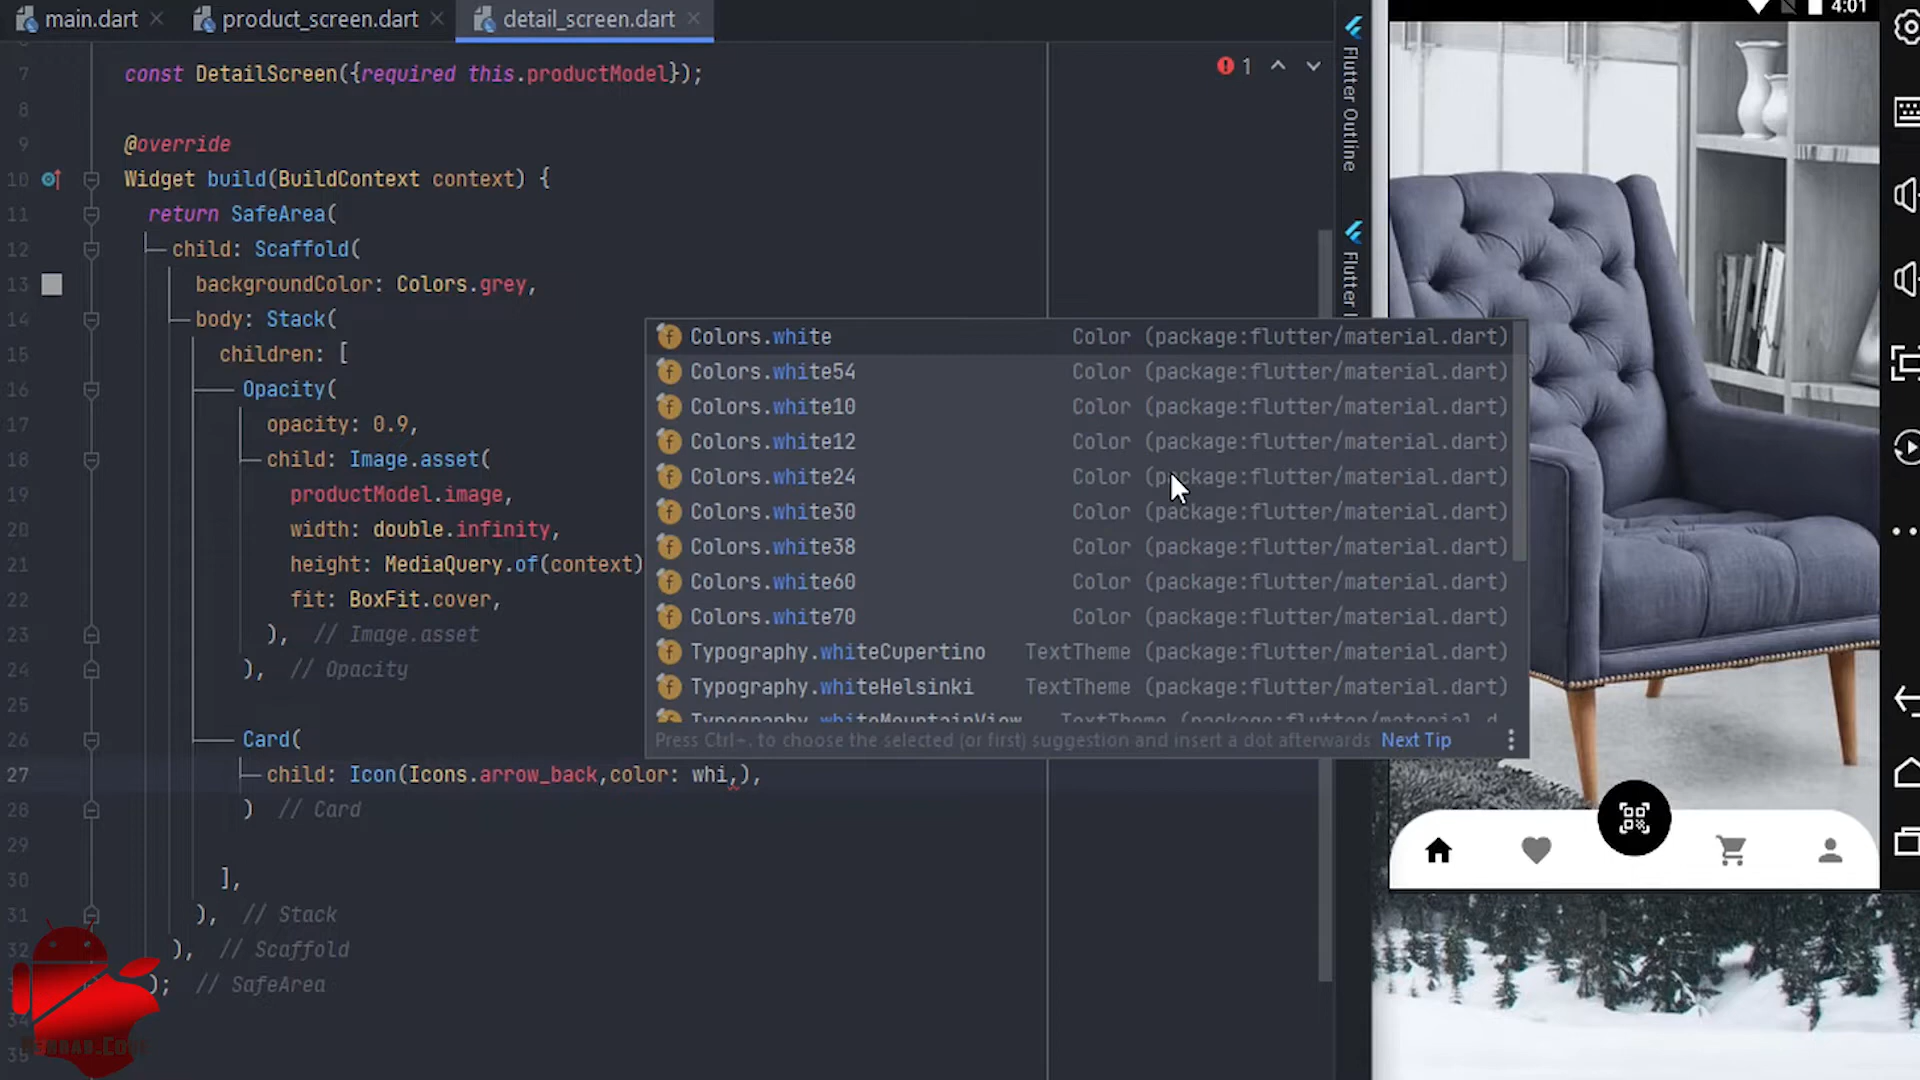 main.dart
product_screen.dart
detail_screen.dart
4:01
7 const DetailScreen({required this.productModel});
1
8
9 @override
10 Widget build(BuildContext context) {
11 return SafeArea(
12 child: Scaffold(
13 backgroundColor: Colors.grey,
14 body: Stack(
15 children: [
16 Opacity(
17 opacity: 0.9,
18 child: Image.asset(
19 productModel.image,
20 width: double.infinity,
21 height: MediaQuery.of(context)
22 fit: BoxFit.cover,
23 ), // Image.asset
24 ), // Opacity
25
26 Card(
27 child: Icon(Icons.arrow_back,color: whi,),
28 ) // Card
29
30 ],
31 ), // Stack
32 ), // Scaffold
); // SafeArea
35
Colors.white Color (package:flutter/material.dart)
Colors.white54 Color (package:flutter/material.dart)
Colors.white10 Color (package:flutter/material.dart)
Colors.white12 Color (package:flutter/material.dart)
Colors.white24 Color (package:flutter/material.dart)
Colors.white30 Color (package:flutter/material.dart)
Colors.white38 Color (package:flutter/material.dart)
Colors.white60 Color (package:flutter/material.dart)
Colors.white70 Color (package:flutter/material.dart)
Typography.whiteCupertino TextTheme (package:flutter/material.dart)
Typography.whiteHelsinki TextTheme (package:flutter/material.dart)
Typography.whiteMountainView TextTheme (package:flutter/material.d
Press Ctrl+. to choose the selected (or first) suggestion and insert a dot afterwards Next Tip
Flutter Outline
Flutter